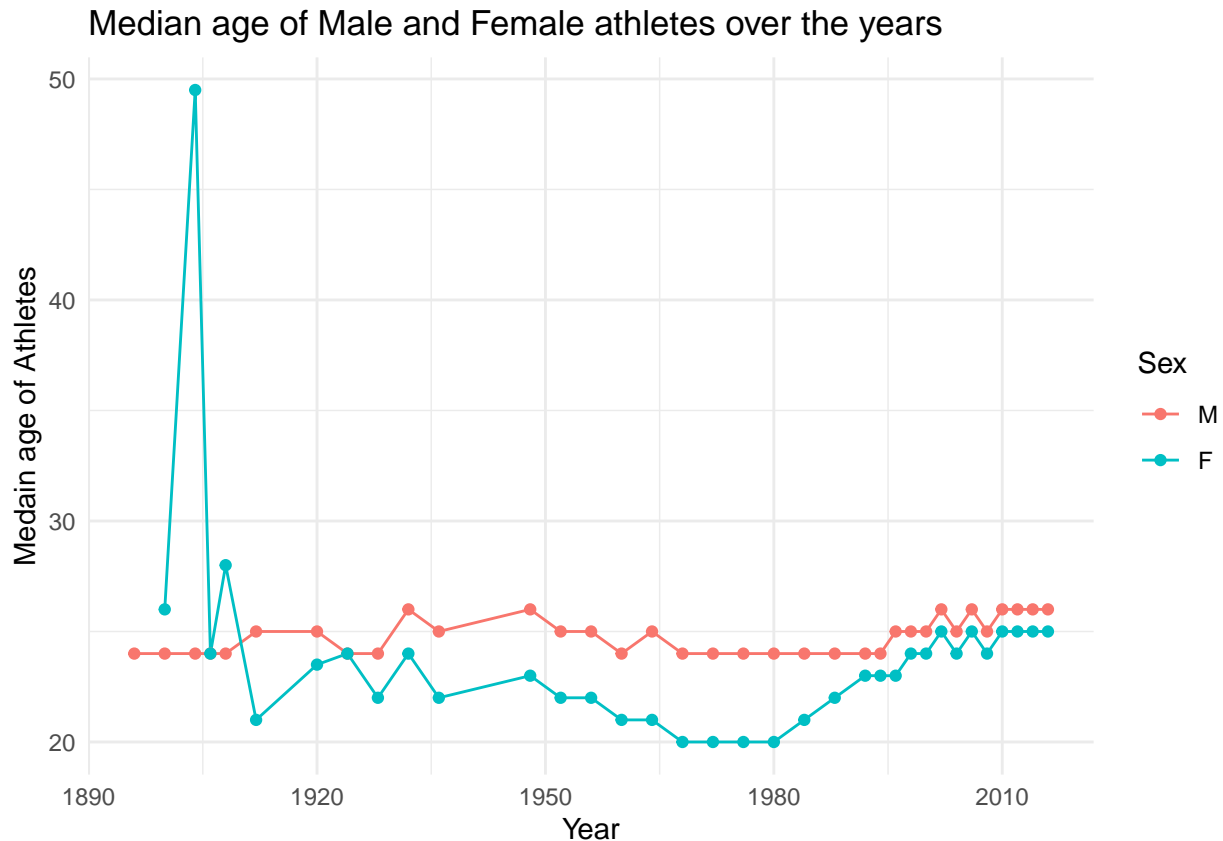 Median age of Male and Female athletes over the years
50
40
30
20
Medain age of Athletes
1890 1920 1950 1980 2010
Year
Sex
M
F